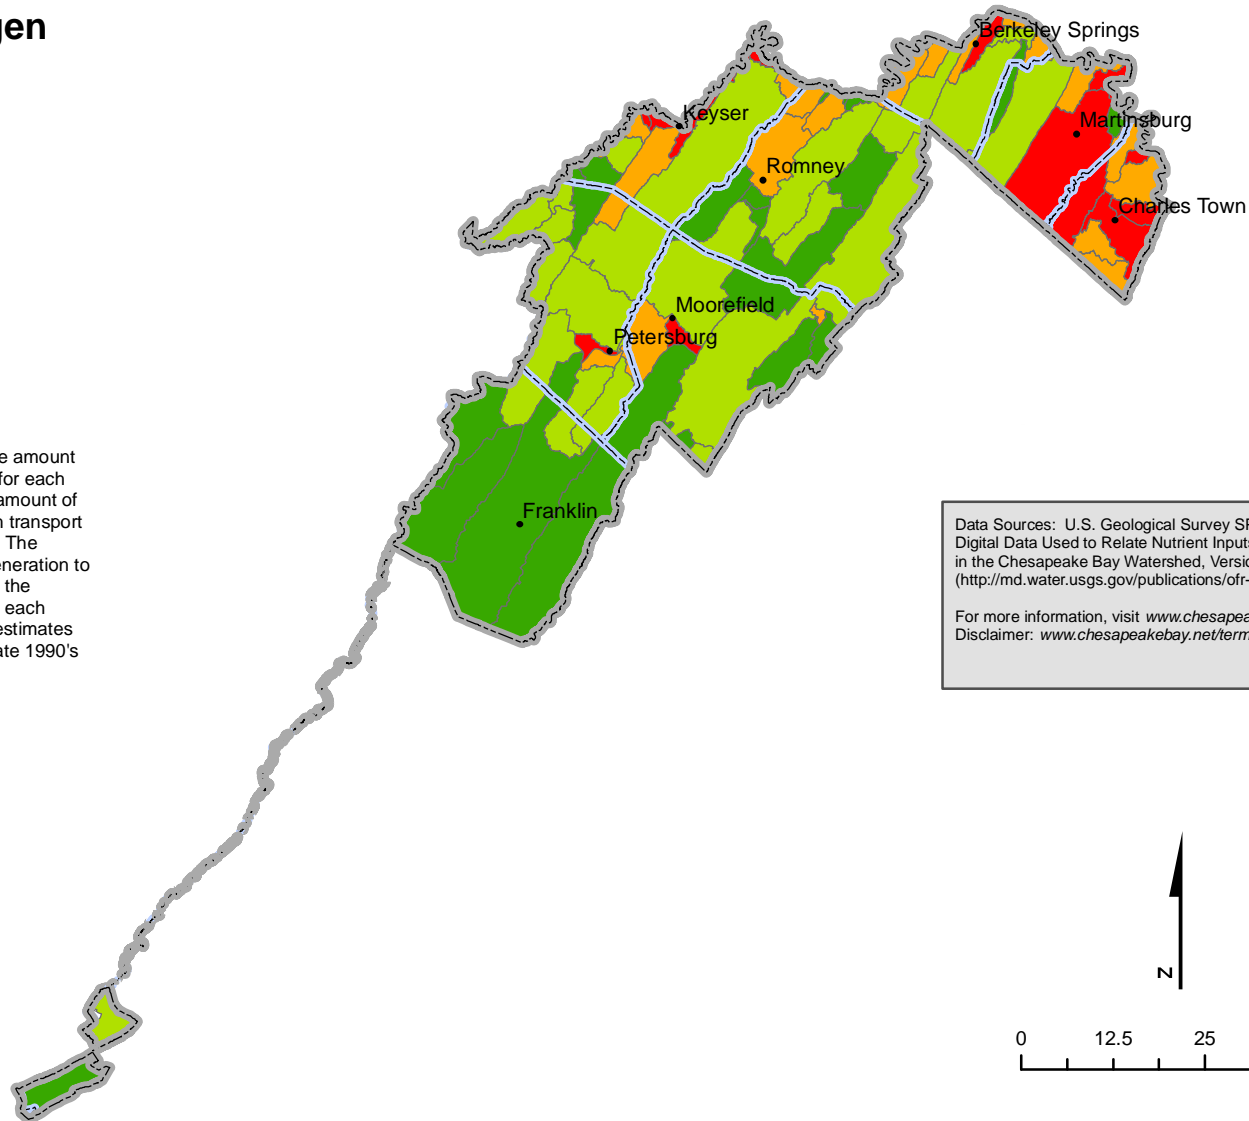 gen
Berkeley Springs
Keyser
Martinsburg
Romney
Charles Town
Moorefield
Petersburg
e amount
for each
amount of
n transport
The
eneration to
the
each
estimates
ate 1990's
Franklin
Data Sources: U.S. Geological Survey SP
Digital Data Used to Relate Nutrient Inputs
in the Chesapeake Bay Watershed, Versio
(http://md.water.usgs.gov/publications/ofr-
For more information, visit www.chesapea
Disclaimer: www.chesapeakebay.net/term
N
0 12.5 25